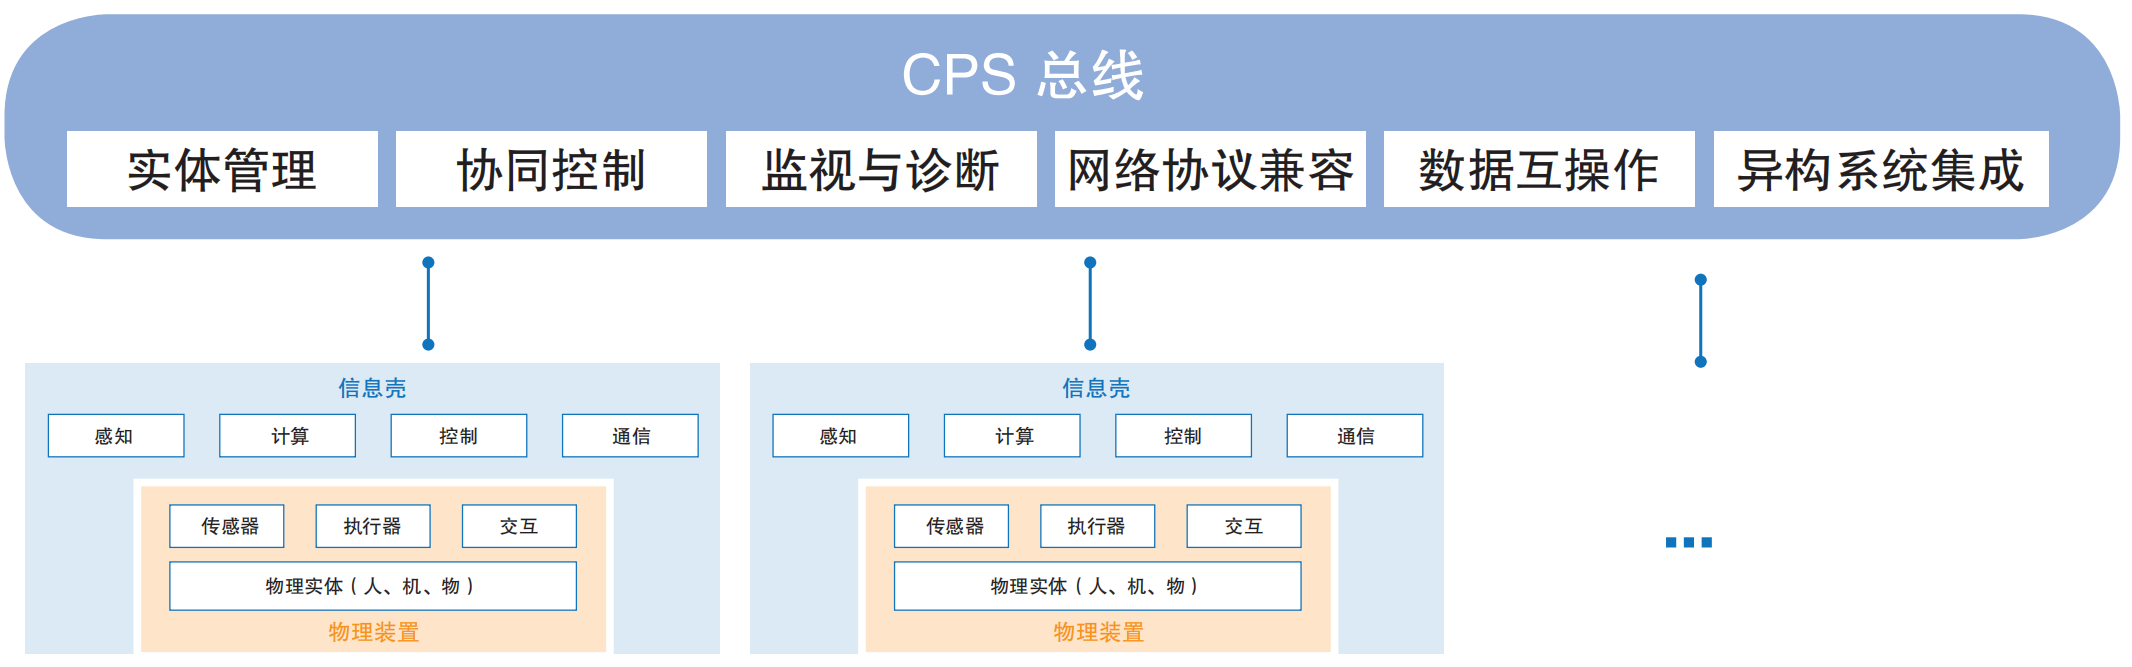 CPS 总线
实体管理 协同控制 监视与诊断 网络协议兼容 数据互操作 异构系统集成
信息壳 信息壳
感知 计算 控制 通信 感知 计算 控制 通信
传感器 执行器 交互 传感器 执行器 交互
物理实体(人、机、物) 物理实体(人、机、物)
物理装置 物理装置